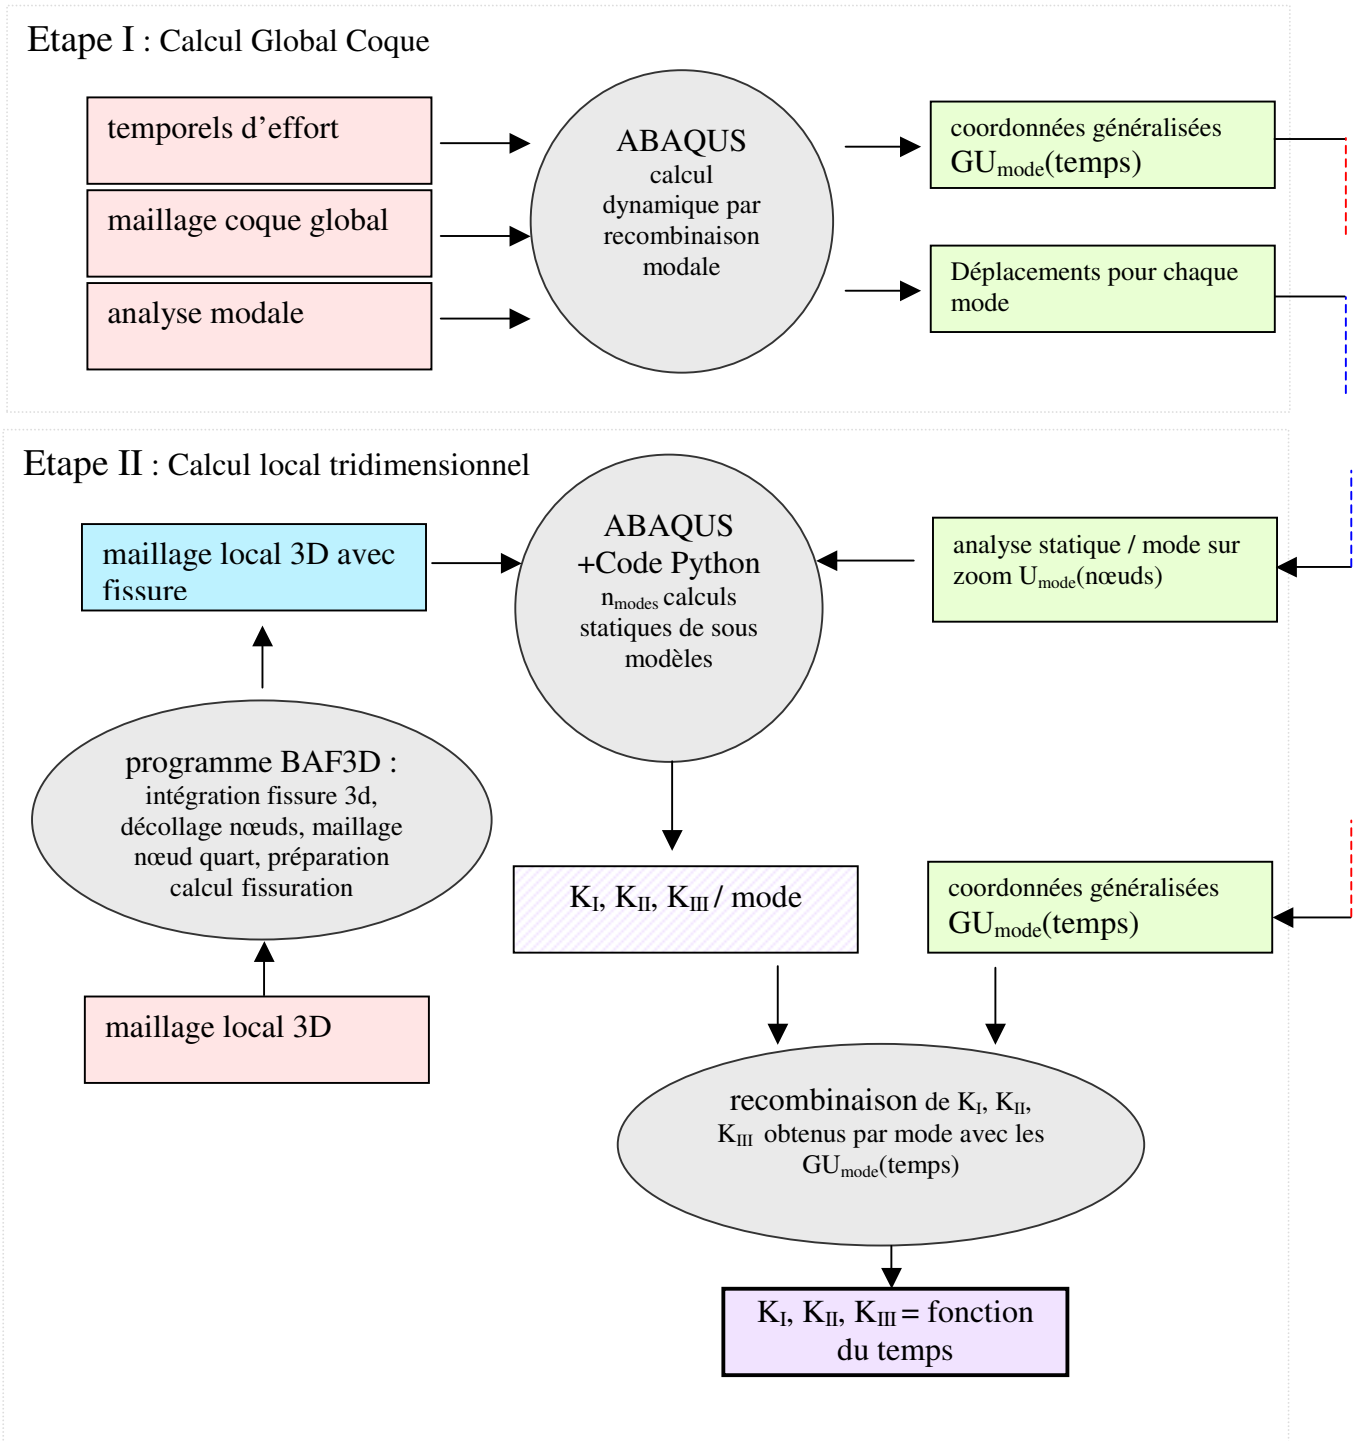 Etape I : Calcul Global Coque
temporels d’effort
maillage coque global
analyse modale
ABAQUS
calcul
dynamique par
recombinaison
modale
coordonnées généralisées
GUmode(temps)
Déplacements pour chaque
mode
Etape II : Calcul local tridimensionnel
maillage local 3D avec
fissure
ABAQUS
+Code Python
nmodes calculs
statiques de sous
modèles
analyse statique / mode sur
zoom Umode(nœuds)
programme BAF3D :
intégration fissure 3d,
décollage nœuds, maillage
nœud quart, préparation
calcul fissuration
maillage local 3D
KI, KII, KIII / mode
coordonnées généralisées
GUmode(temps)
recombinaison de KI, KII,
KIII obtenus par mode avec les
GUmode(temps)
KI, KII, KIII = fonction
du temps